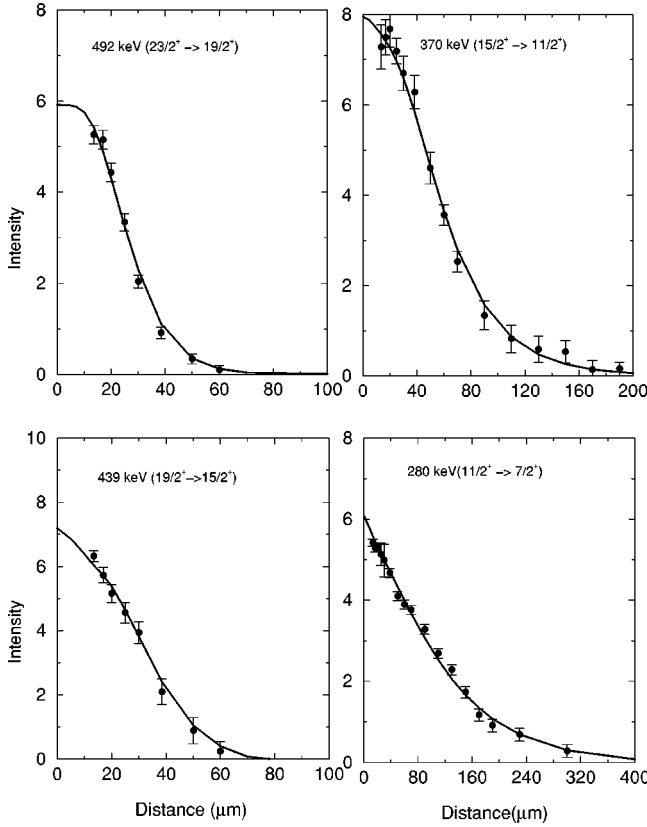 492 keV (23/2⁺ −> 19/2⁺)
Intensity
8
6
4
2
0
0 20 40 60 80 100
370 keV (15/2⁺ −> 11/2⁺)
8
6
4
2
0
0 40 80 120 160 200
439 keV (19/2⁺−>15/2⁺)
Intensity
10
8
6
4
2
0
0 20 40 60 80 100
Distance (μm)
280 keV(11/2⁺ −> 7/2⁺)
8
6
4
2
0
0 80 160 240 320 400
Distance(μm)